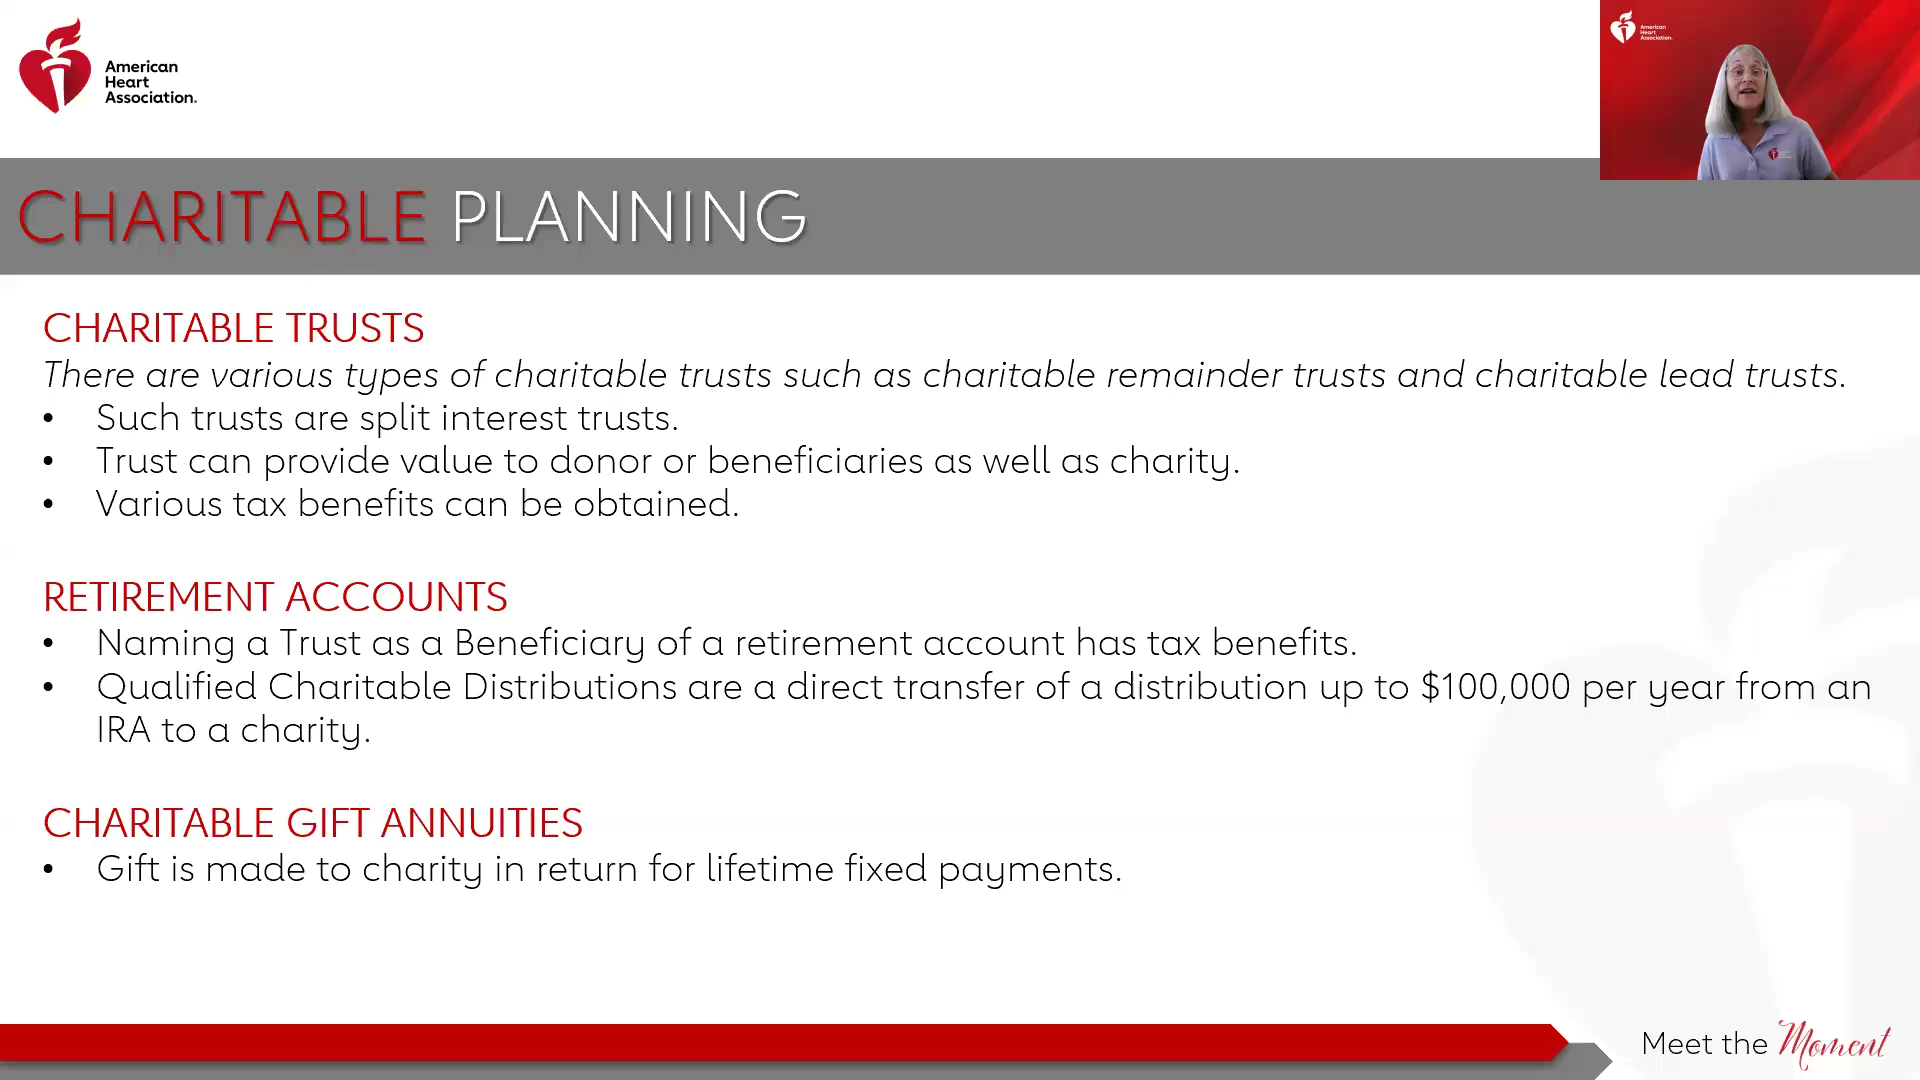 American
Heart
Association.
American
Heart
Association.
CHARITABLE PLANNING
CHARITABLE TRUSTS
There are various types of charitable trusts such as charitable remainder trusts and charitable lead trusts.
• Such trusts are split interest trusts.
• Trust can provide value to donor or beneficiaries as well as charity.
• Various tax benefits can be obtained.
RETIREMENT ACCOUNTS
• Naming a Trust as a Beneficiary of a retirement account has tax benefits.
• Qualified Charitable Distributions are a direct transfer of a distribution up to $100,000 per year from an
IRA to a charity.
CHARITABLE GIFT ANNUITIES
• Gift is made to charity in return for lifetime fixed payments.
Meet the Moment